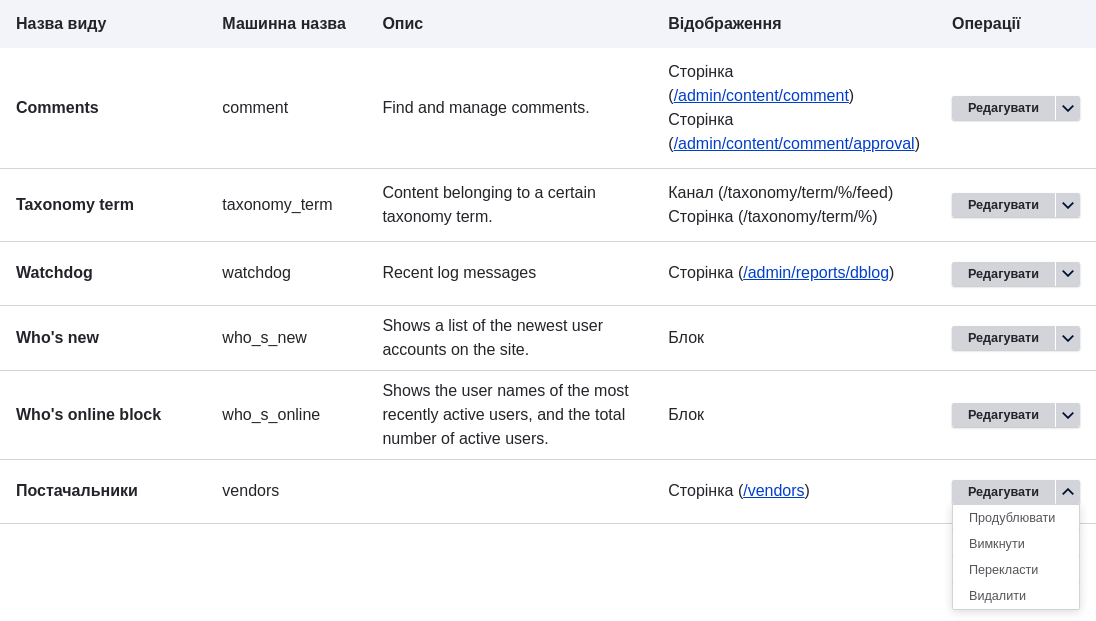 Назва виду Машинна назва Опис Відображення Операції
Сторінка
(/admin/content/comment)
Comments comment Find and manage comments. Редагувати
Сторінка
(/admin/content/comment/approval)
Content belonging to a certain Канал (/taxonomy/term/%/feed)
Taxonomy term taxonomy_term Редагувати
taxonomy term. Сторінка (/taxonomy/term/%)
Watchdog watchdog Recent log messages Сторінка (/admin/reports/dblog) Редагувати
Shows a list of the newest user
Who's new who_s_new Блок Редагувати
accounts on the site.
Shows the user names of the most
Who's online block who_s_online recently active users, and the total Блок Редагувати
number of active users.
Постачальники vendors Сторінка (/vendors) Редагувати
Продублювати
Вимкнути
Перекласти
Видалити